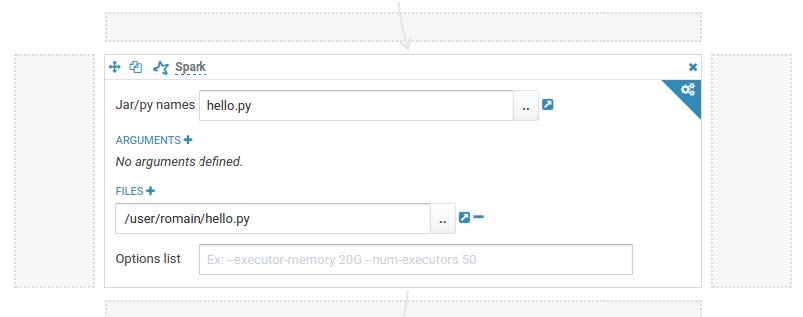 Spark
Jar/py names hello.py ..
ARGUMENTS
No arguments defined.
FILES
/user/romain/hello.py ..
Options list Ex: --executor-memory 20G --num-executors 50